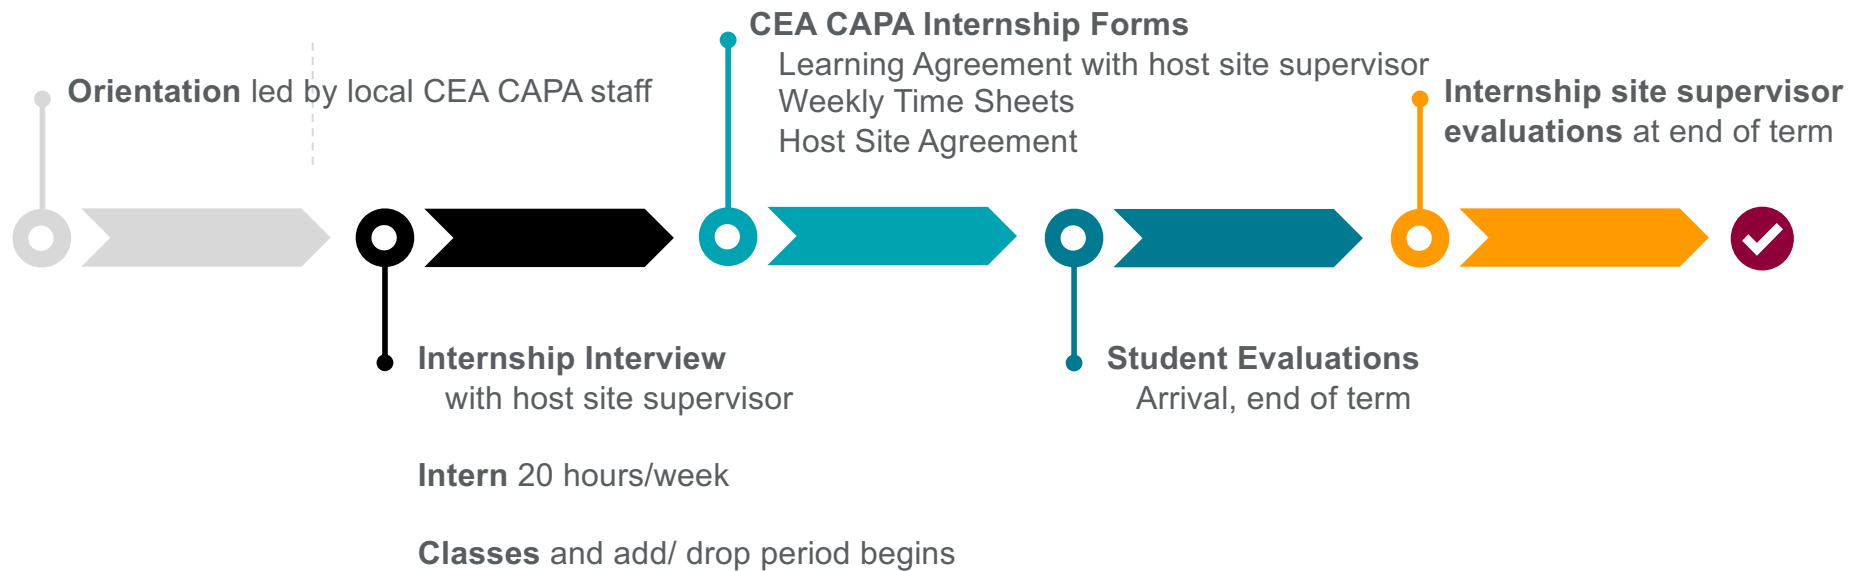 Orientation led by local CEA CAPA staff
Internship Interview
with host site supervisor
Intern 20 hours/week
Classes and add/ drop period begins
CEA CAPA Internship Forms
Learning Agreement with host site supervisor
Weekly Time Sheets
Host Site Agreement
Student Evaluations
Arrival, end of term
Internship site supervisor
evaluations at end of term